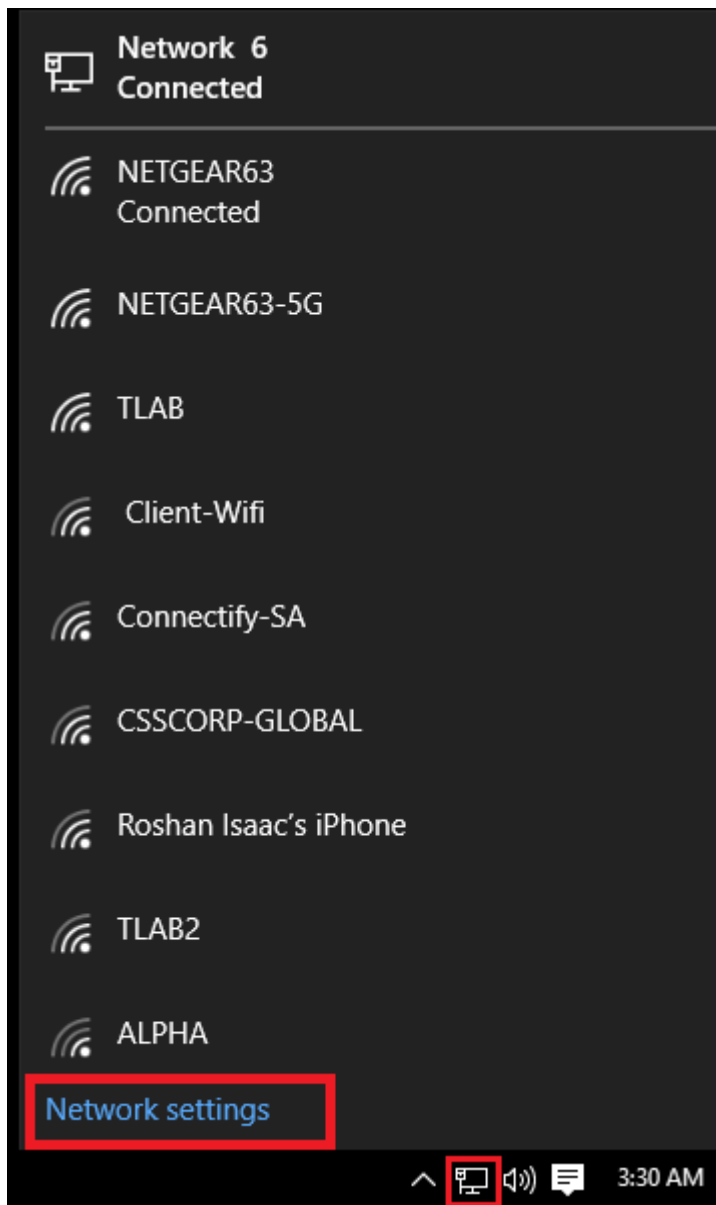 Network 6
Connected
NETGEAR63
Connected
NETGEAR63-5G
TLAB
Client-Wifi
Connectify-SA
CSSCORP-GLOBAL
Roshan Isaac’s iPhone
TLAB2
ALPHA
Network settings
3:30 AM